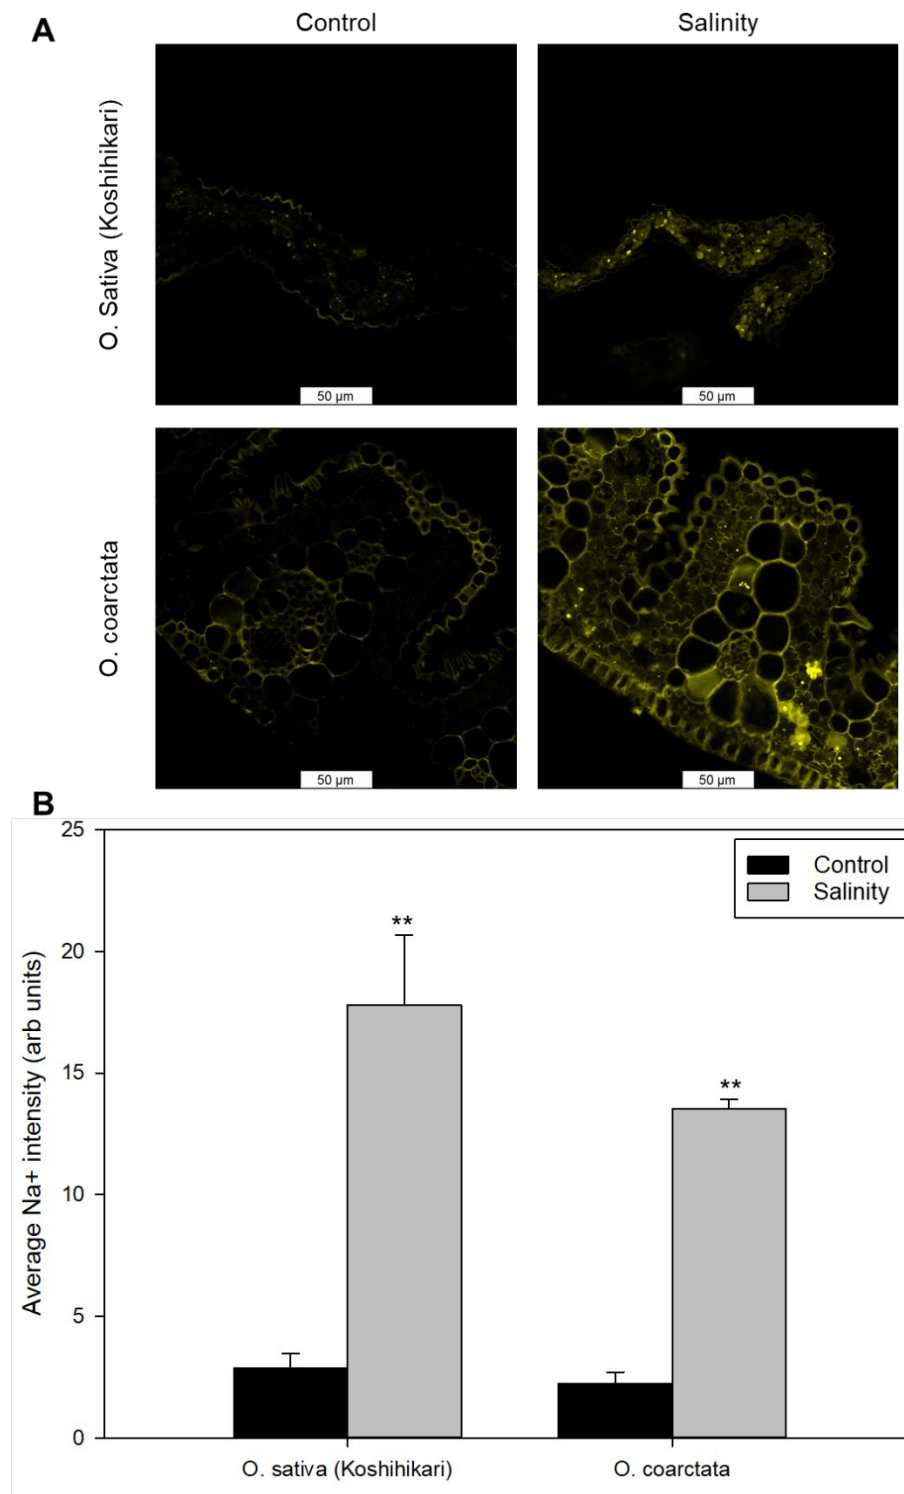 A
Control
Salinity
O. Sativa (Koshihikari)
50 µm
50 µm
O. coarctata
50 µm
50 µm
B
25
20
15
10
5
0
Average Na+ intensity (arb units)
Control
Salinity
**
**
O. sativa (Koshihikari)
O. coarctata